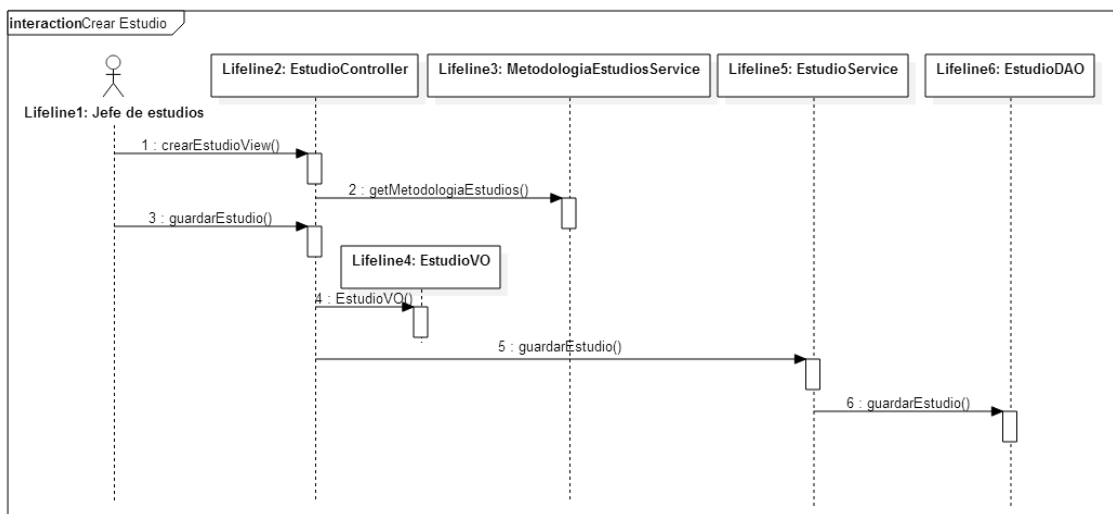 interactionCrear Estudio
Lifeline2: EstudioController
Lifeline3: MetodologiaEstudiosService
Lifeline5: EstudioService
Lifeline6: EstudioDAO
Lifeline1: Jefe de estudios
1 : crearEstudioView()
2 : getMetodologiaEstudios()
3 : guardarEstudio()
Lifeline4: EstudioVO
4 : EstudioVO()
5 : guardarEstudio()
6 : guardarEstudio()